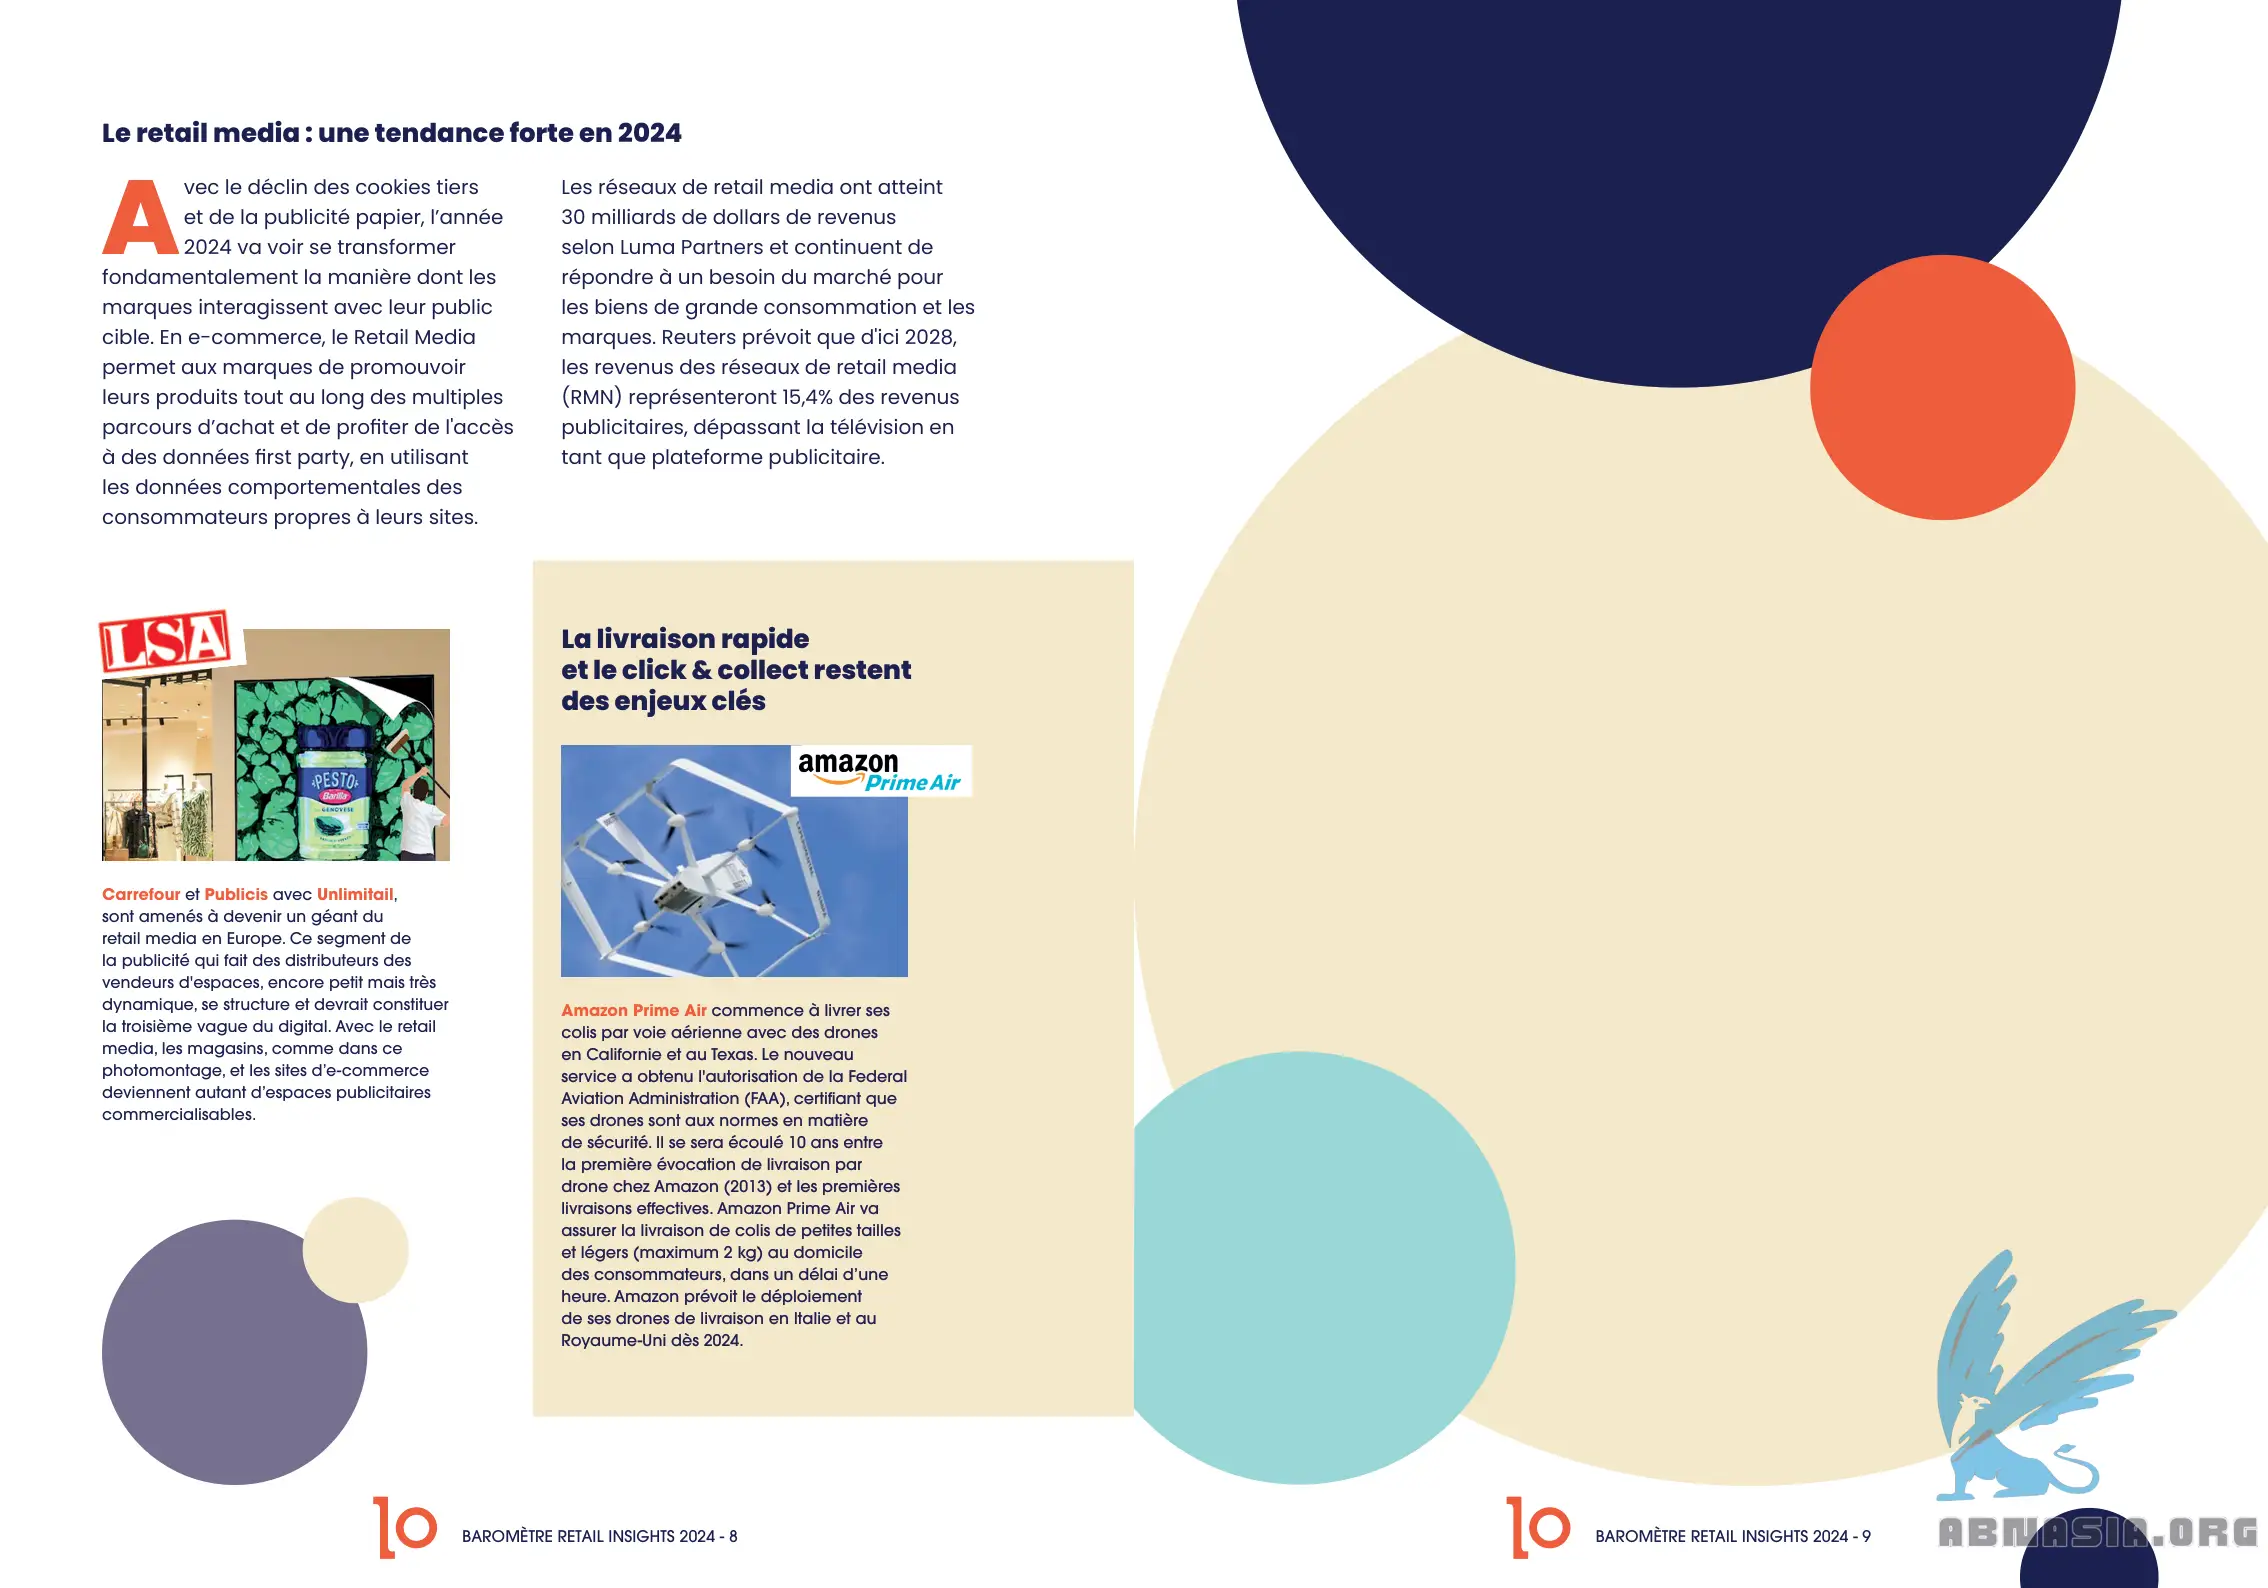 Le retail media : une tendance forte en 2024
Avec le déclin des cookies tiers
et de la publicité papier, l’année
2024 va voir se transformer
fondamentalement la manière dont les
marques interagissent avec leur public
cible. En e-commerce, le Retail Media
permet aux marques de promouvoir
leurs produits tout au long des multiples
parcours d’achat et de profiter de l'accès
à des données first party, en utilisant
les données comportementales des
consommateurs propres à leurs sites.
Les réseaux de retail media ont atteint
30 milliards de dollars de revenus
selon Luma Partners et continuent de
répondre à un besoin du marché pour
les biens de grande consommation et les
marques. Reuters prévoit que d'ici 2028,
les revenus des réseaux de retail media
(RMN) représenteront 15,4% des revenus
publicitaires, dépassant la télévision en
tant que plateforme publicitaire.
LSA
PESTO
Barilla
GENOVESE
Carrefour et Publicis avec Unlimitail,
sont amenés à devenir un géant du
retail media en Europe. Ce segment de
la publicité qui fait des distributeurs des
vendeurs d'espaces, encore petit mais très
dynamique, se structure et devrait constituer
la troisième vague du digital. Avec le retail
media, les magasins, comme dans ce
photomontage, et les sites d’e-commerce
deviennent autant d’espaces publicitaires
commercialisables.
La livraison rapide
et le click & collect restent
des enjeux clés
amazon
Prime Air
Amazon Prime Air commence à livrer ses
colis par voie aérienne avec des drones
en Californie et au Texas. Le nouveau
service a obtenu l'autorisation de la Federal
Aviation Administration (FAA), certifiant que
ses drones sont aux normes en matière
de sécurité. Il se sera écoulé 10 ans entre
la première évocation de livraison par
drone chez Amazon (2013) et les premières
livraisons effectives. Amazon Prime Air va
assurer la livraison de colis de petites tailles
et légers (maximum 2 kg) au domicile
des consommateurs, dans un délai d’une
heure. Amazon prévoit le déploiement
de ses drones de livraison en Italie et au
Royaume-Uni dès 2024.
10 BAROMÈTRE RETAIL INSIGHTS 2024 - 8
10 BAROMÈTRE RETAIL INSIGHTS 2024 - 9
ABNASIA.ORG